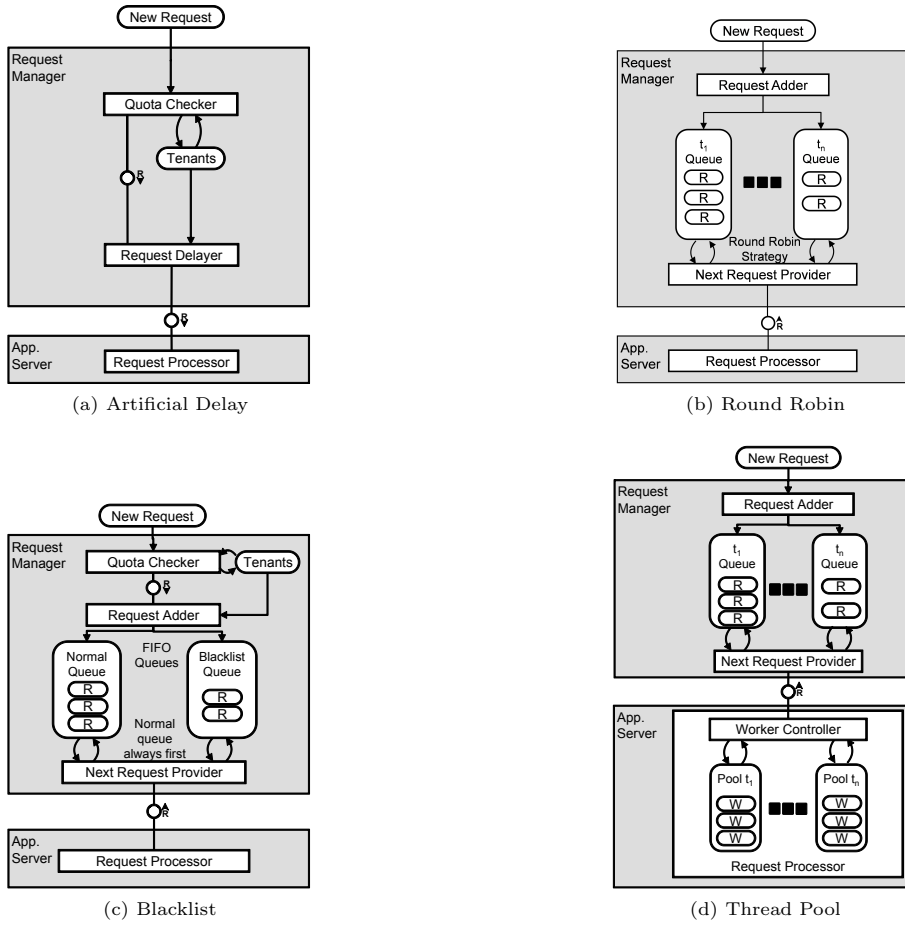 New Request
Request
Manager
Quota Checker
Tenants
R
Request Delayer
R
App.
Server
Request Processor
(a) Artificial Delay
New Request
Request
Manager
Request Adder
t1
Queue
R
R
R
tn
Queue
R
R
Round Robin
Strategy
Next Request Provider
R
App.
Server
Request Processor
(b) Round Robin
New Request
Request
Manager
Quota Checker
Tenants
R
Request Adder
FIFO
Queues
Normal
Queue
R
R
R
Blacklist
Queue
R
R
Normal
queue
always first
Next Request Provider
R
App.
Server
Request Processor
(c) Blacklist
New Request
Request
Manager
Request Adder
t1
Queue
R
R
R
tn
Queue
R
R
Next Request Provider
R
App.
Server
Worker Controller
Pool t1
W
W
W
Pool tn
W
W
W
Request Processor
(d) Thread Pool